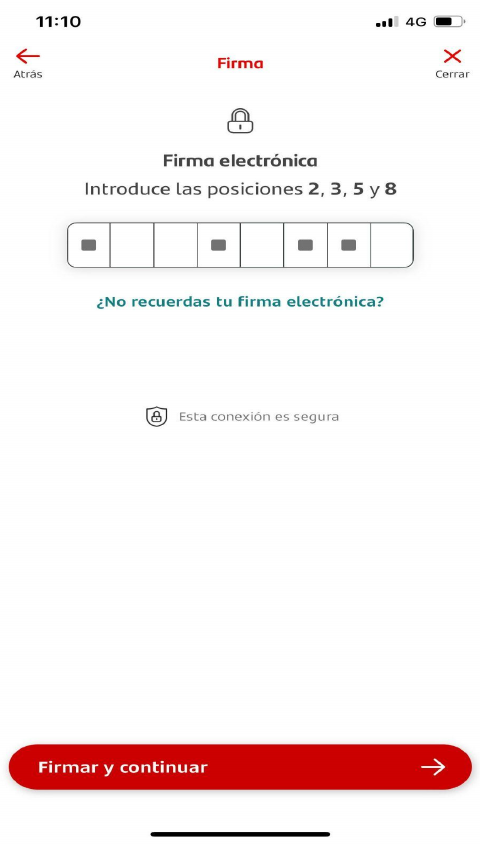 11:10
4G
Atrás
Firma
Cerrar
Firma electrónica
Introduce las posiciones 2, 3, 5 y 8
¿No recuerdas tu firma electrónica?
Esta conexión es segura
Firmar y continuar